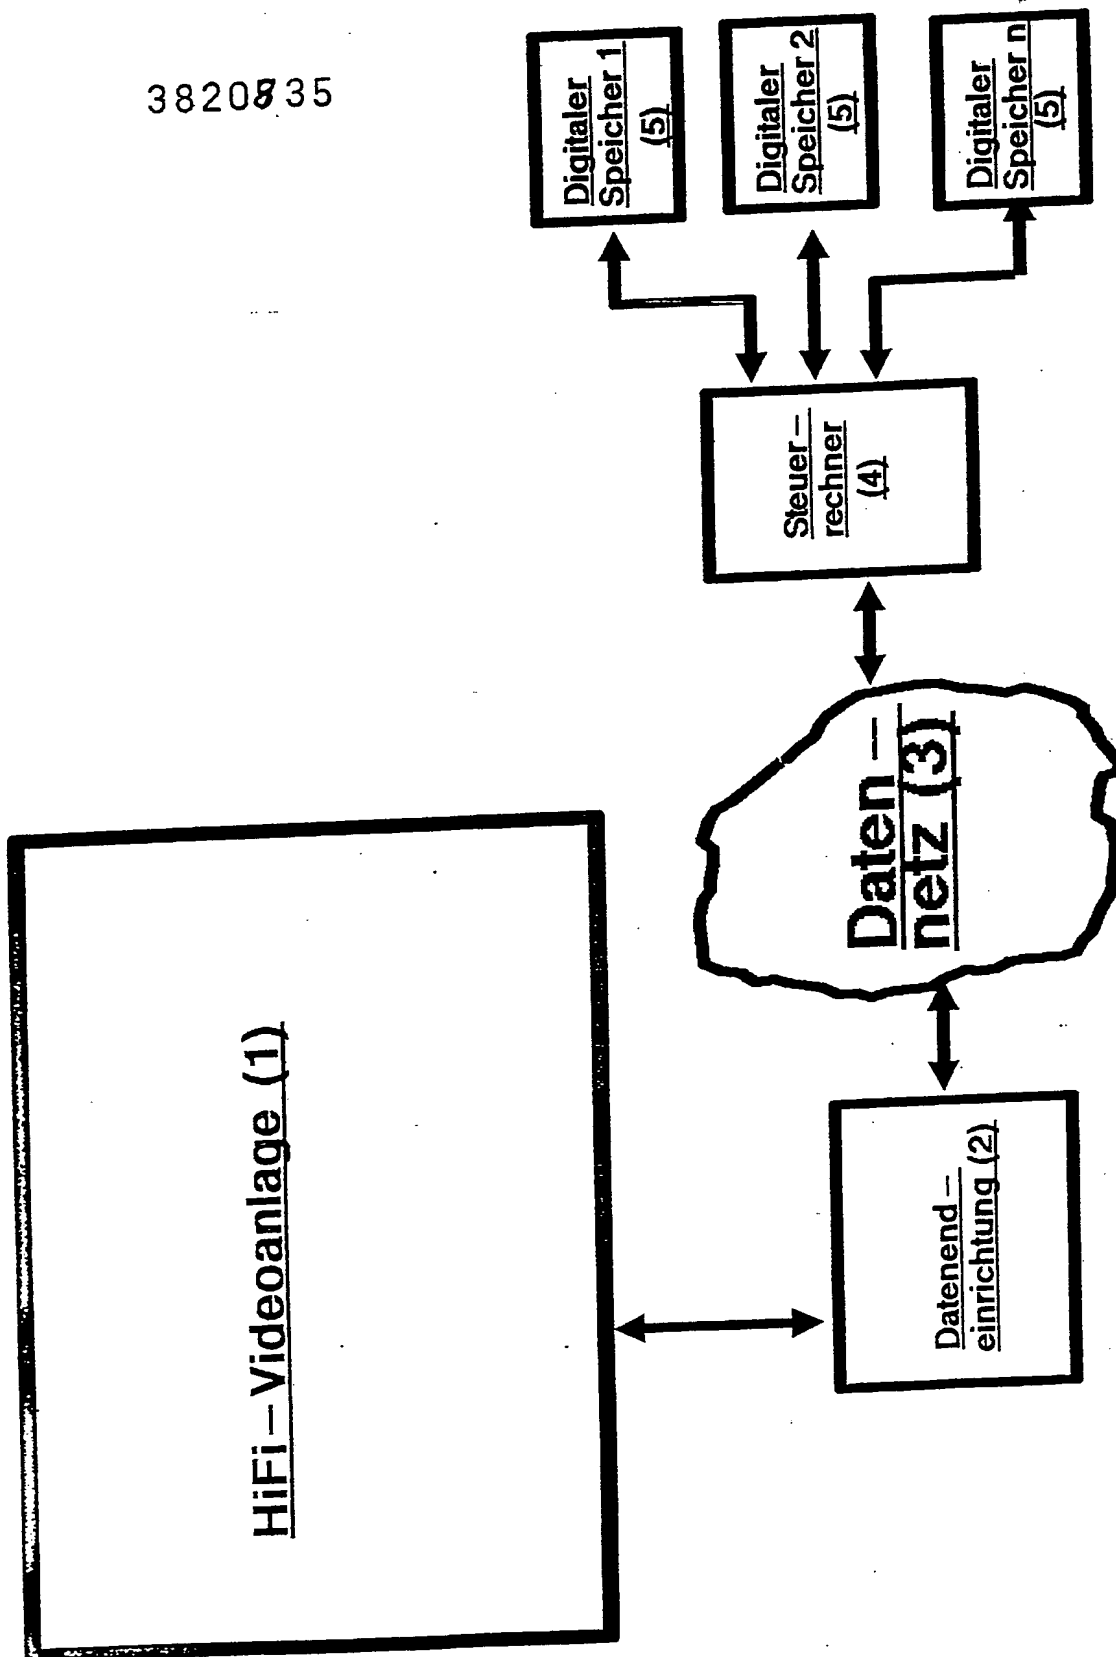 3820835
Digitaler
Speicher 1
(5)
Digitaler
Speicher 2
(5)
Digitaler
Speicher n
(5)
Steuer–
rechner
(4)
Daten–
netz (3)
HiFi–Videoanlage (1)
Datenend–
einrichtung (2)